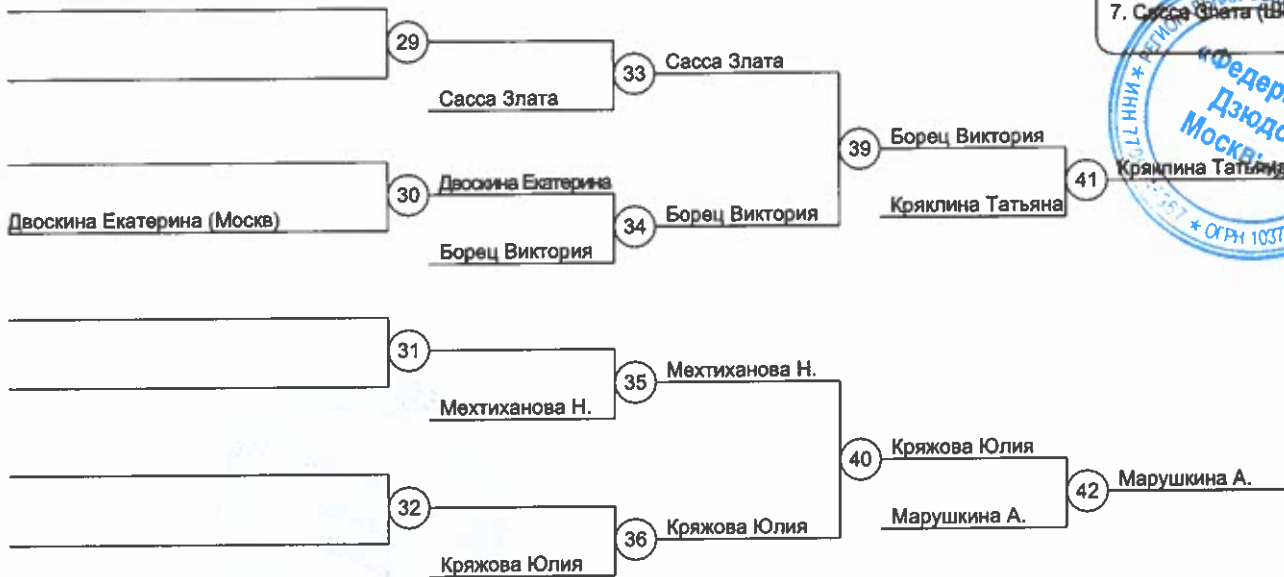 7. Сасса Злата
29
33
Сасса Злата
Сасса Злата
39
Борец Виктория
30
Двоскина Екатерина
41
Кряклина Татьяна
Двоскина Екатерина (Москв)
34
Борец Виктория
Кряклина Татьяна
Борец Виктория
«Федер
Дзюдо
Москв
ИНН 77
* ОГРН 1037
31
35
Мехтиханова Н.
Мехтиханова Н.
40
Кряжова Юлия
32
42
Марушкина А.
36
Кряжова Юлия
Марушкина А.
Кряжова Юлия